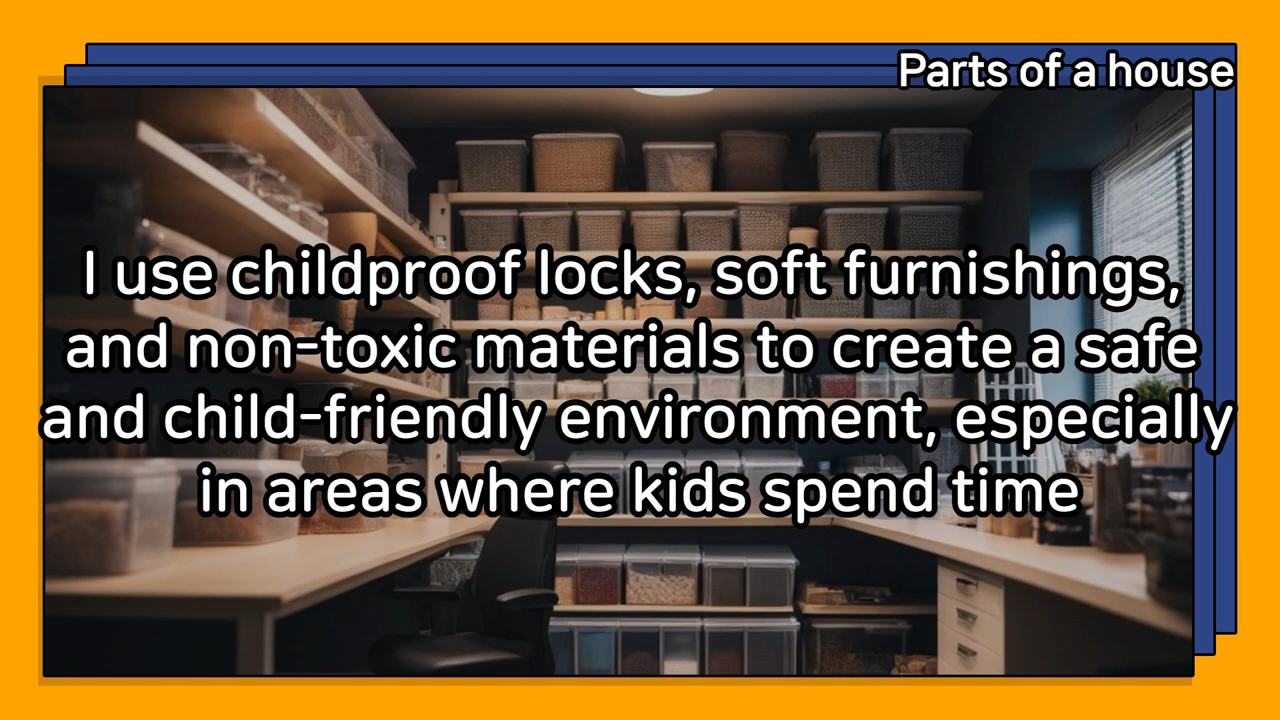 Parts of a house
I use childproof locks, soft furnishings,
and non-toxic materials to create a safe
and child-friendly environment, especially
in areas where kids spend time